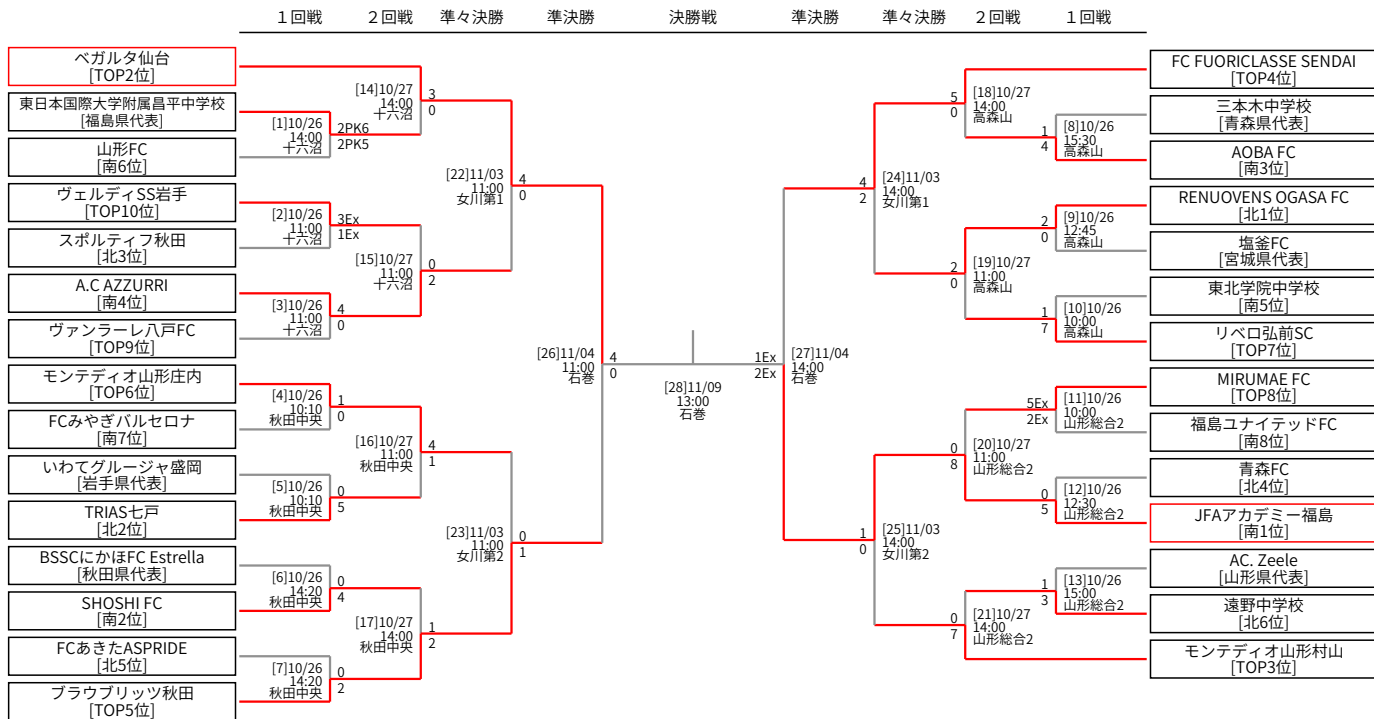 １回戦
２回戦
準々決勝
準決勝
決勝戦
準決勝
準々決勝
２回戦
１回戦
ベガルタ仙台
[TOP2位]
東日本国際大学附属昌平中学校
[福島県代表]
山形FC
[南6位]
ヴェルディSS岩手
[TOP10位]
スポルティフ秋田
[北3位]
A.C AZZURRI
[南4位]
ヴァンラーレ八戸FC
[TOP9位]
モンテディオ山形庄内
[TOP6位]
FCみやぎバルセロナ
[南7位]
いわてグルージャ盛岡
[岩手県代表]
TRIAS七戸
[北2位]
BSSCにかほFC Estrella
[秋田県代表]
SHOSHI FC
[南2位]
FCあきたASPRIDE
[北5位]
ブラウブリッツ秋田
[TOP5位]
[1]10/26
14:00
十六沼
2PK6
2PK5
[2]10/26
11:00
十六沼
3Ex
1Ex
[3]10/26
11:00
十六沼
4
0
[4]10/26
10:10
秋田中央
1
0
[5]10/26
10:10
秋田中央
0
5
[6]10/26
14:20
秋田中央
0
4
[7]10/26
14:20
秋田中央
0
2
[14]10/27
14:00
十六沼
3
0
[15]10/27
11:00
十六沼
0
2
[16]10/27
11:00
秋田中央
4
1
[17]10/27
14:00
秋田中央
1
2
[22]11/03
11:00
女川第1
4
0
[23]11/03
11:00
女川第2
0
1
[26]11/04
11:00
石巻
4
0
[28]11/09
13:00
石巻
1Ex
2Ex
[27]11/04
14:00
石巻
4
2
[24]11/03
14:00
女川第1
1
0
[25]11/03
14:00
女川第2
5
0
[18]10/27
14:00
高森山
2
0
[19]10/27
11:00
高森山
0
8
[20]10/27
11:00
山形総合2
0
7
[21]10/27
14:00
山形総合2
1
4
[8]10/26
15:30
高森山
2
0
[9]10/26
12:45
高森山
1
7
[10]10/26
10:00
高森山
5Ex
2Ex
[11]10/26
10:00
山形総合2
0
5
[12]10/26
12:30
山形総合2
1
3
[13]10/26
15:00
山形総合2
FC FUORICLASSE SENDAI
[TOP4位]
三本木中学校
[青森県代表]
AOBA FC
[南3位]
RENUOVENS OGASA FC
[北1位]
塩釜FC
[宮城県代表]
東北学院中学校
[南5位]
リベロ弘前SC
[TOP7位]
MIRUMAE FC
[TOP8位]
福島ユナイテッドFC
[南8位]
青森FC
[北4位]
JFAアカデミー福島
[南1位]
AC. Zeele
[山形県代表]
遠野中学校
[北6位]
モンテディオ山形村山
[TOP3位]